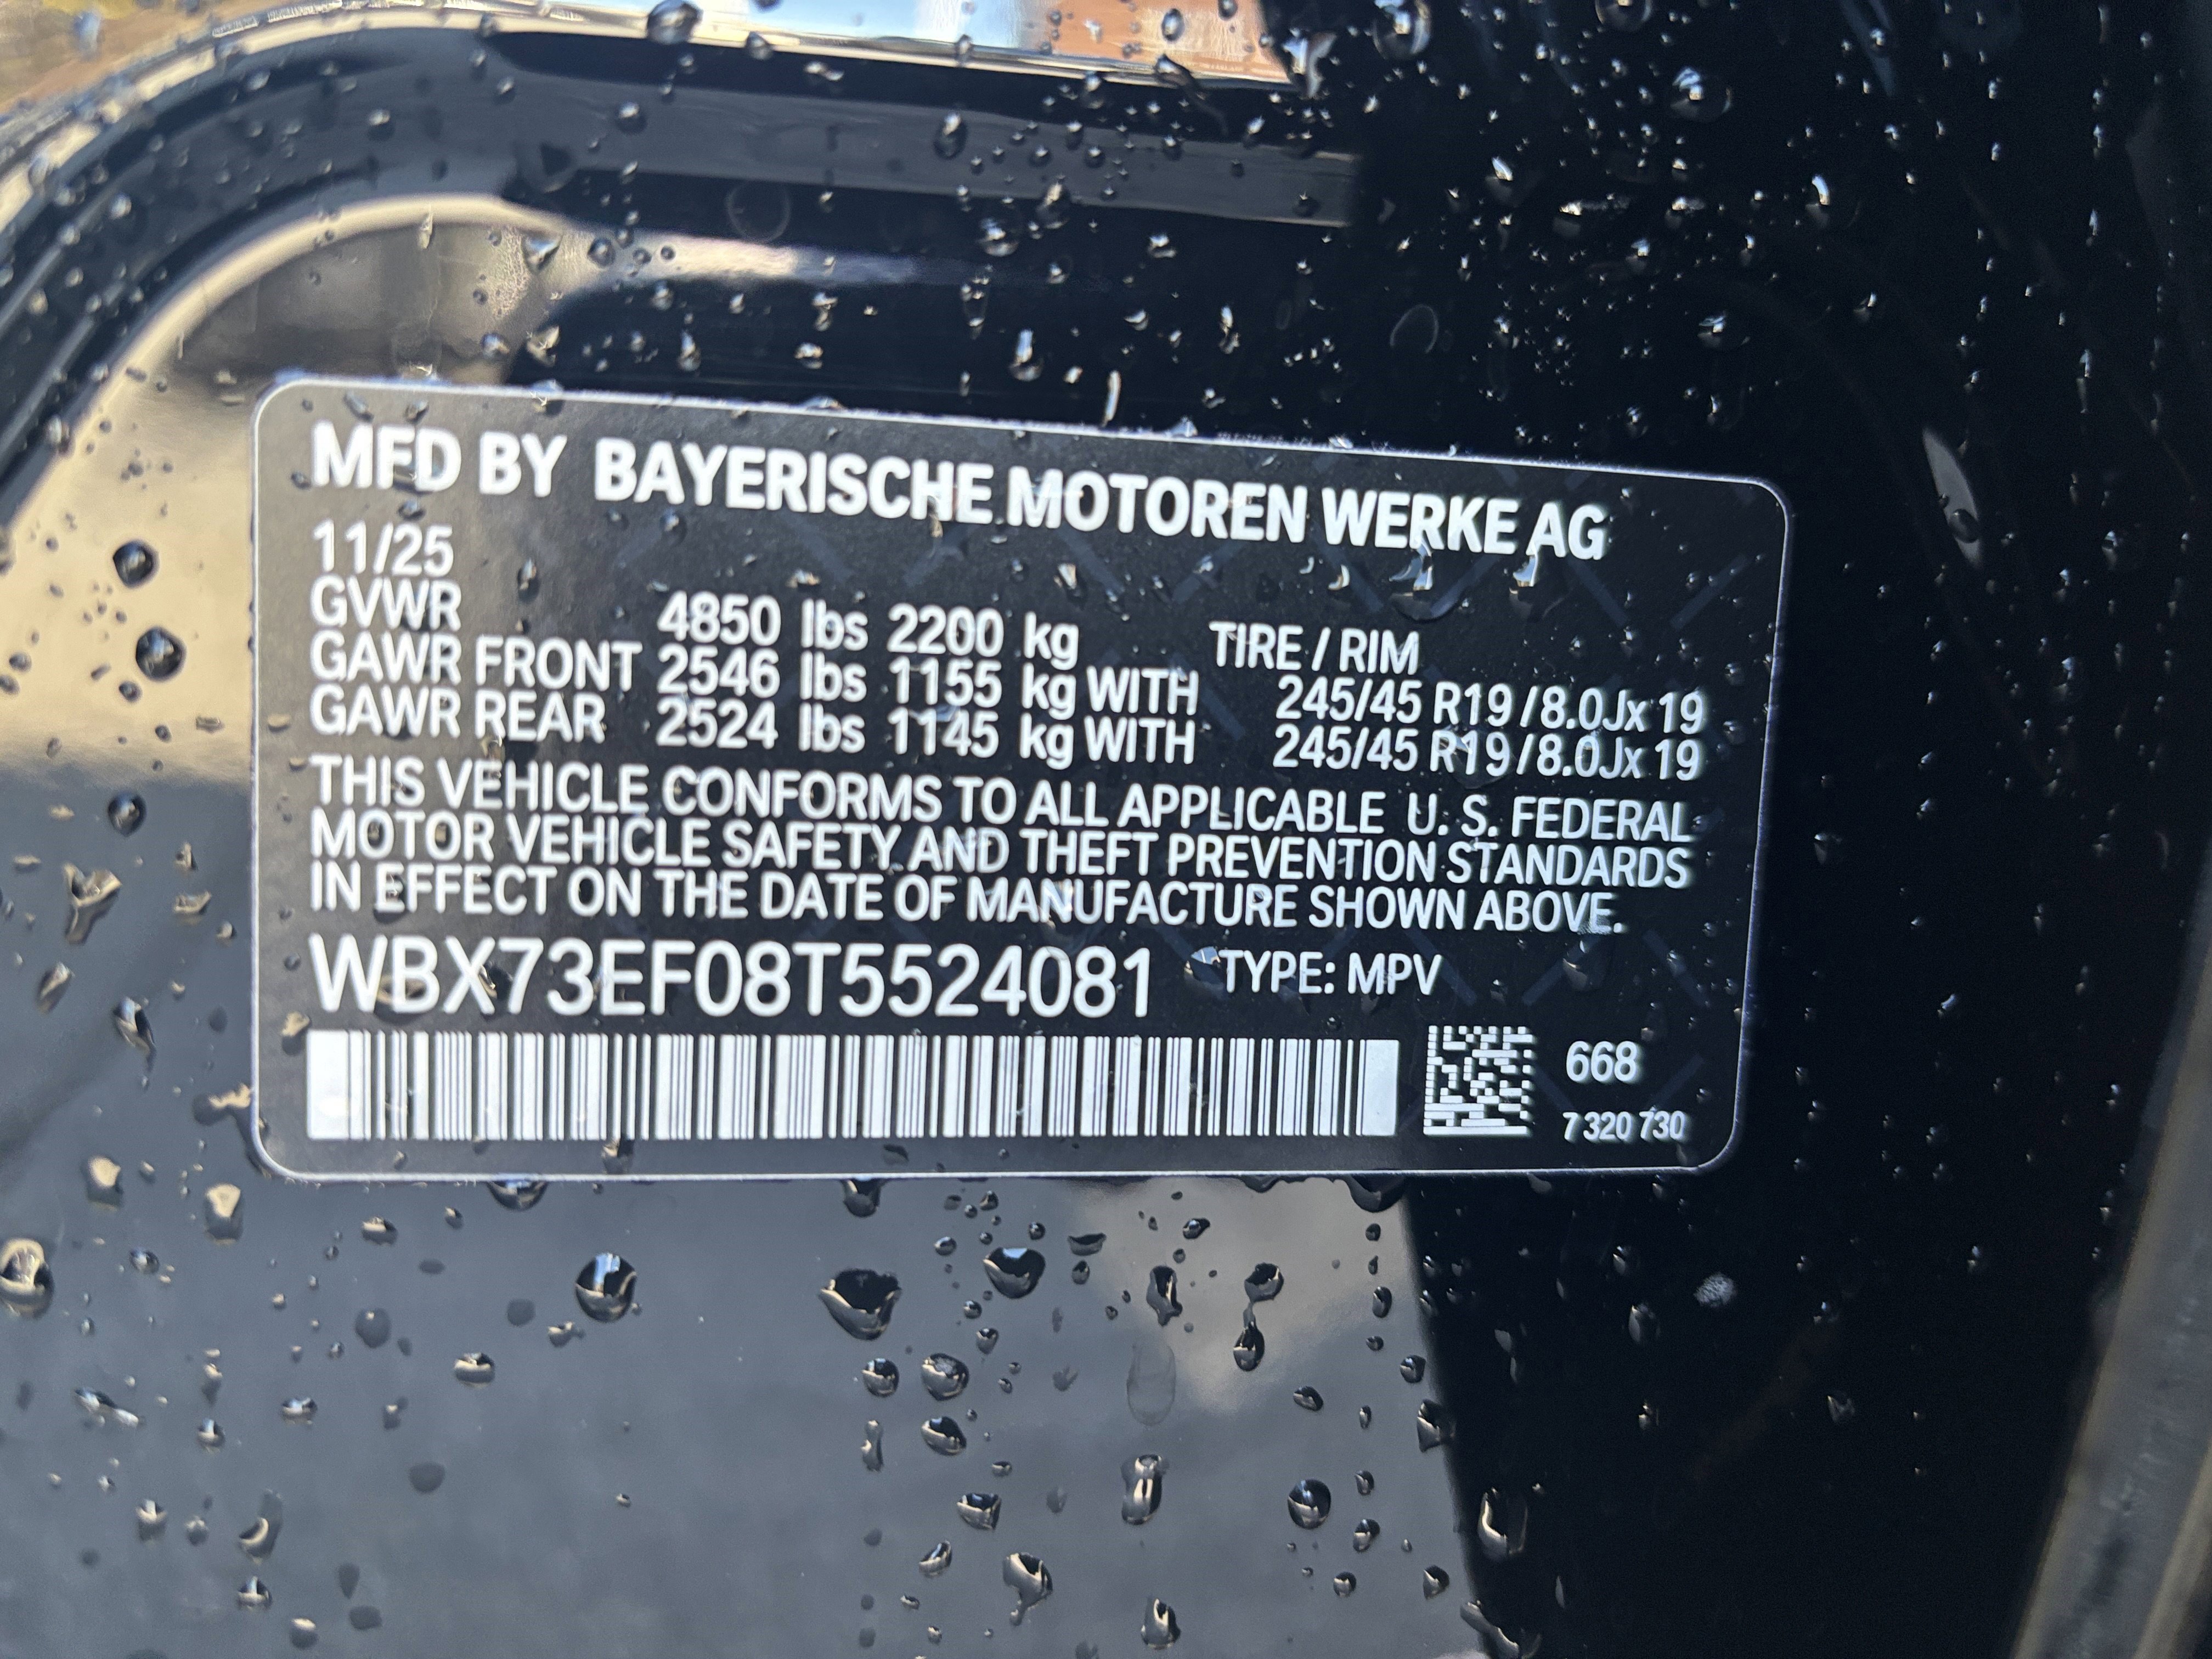 MFD BY BAYERISCHE MOTOREN WERKE AG
11/25
GVWR 4850 lbs 2200 kg TIRE / RIM
GAWR FRONT 2546 lbs 1155 kg WITH 245/45 R19 / 8.0Jx 19
GAWR REAR 2524 lbs 1145 kg WITH 245/45 R19 / 8.0Jx 19
THIS VEHICLE CONFORMS TO ALL APPLICABLE U. S. FEDERAL
MOTOR VEHICLE SAFETY AND THEFT PREVENTION STANDARDS
IN EFFECT ON THE DATE OF MANUFACTURE SHOWN ABOVE.
WBX73EF08T5524081 TYPE: MPV
668
7 320 730